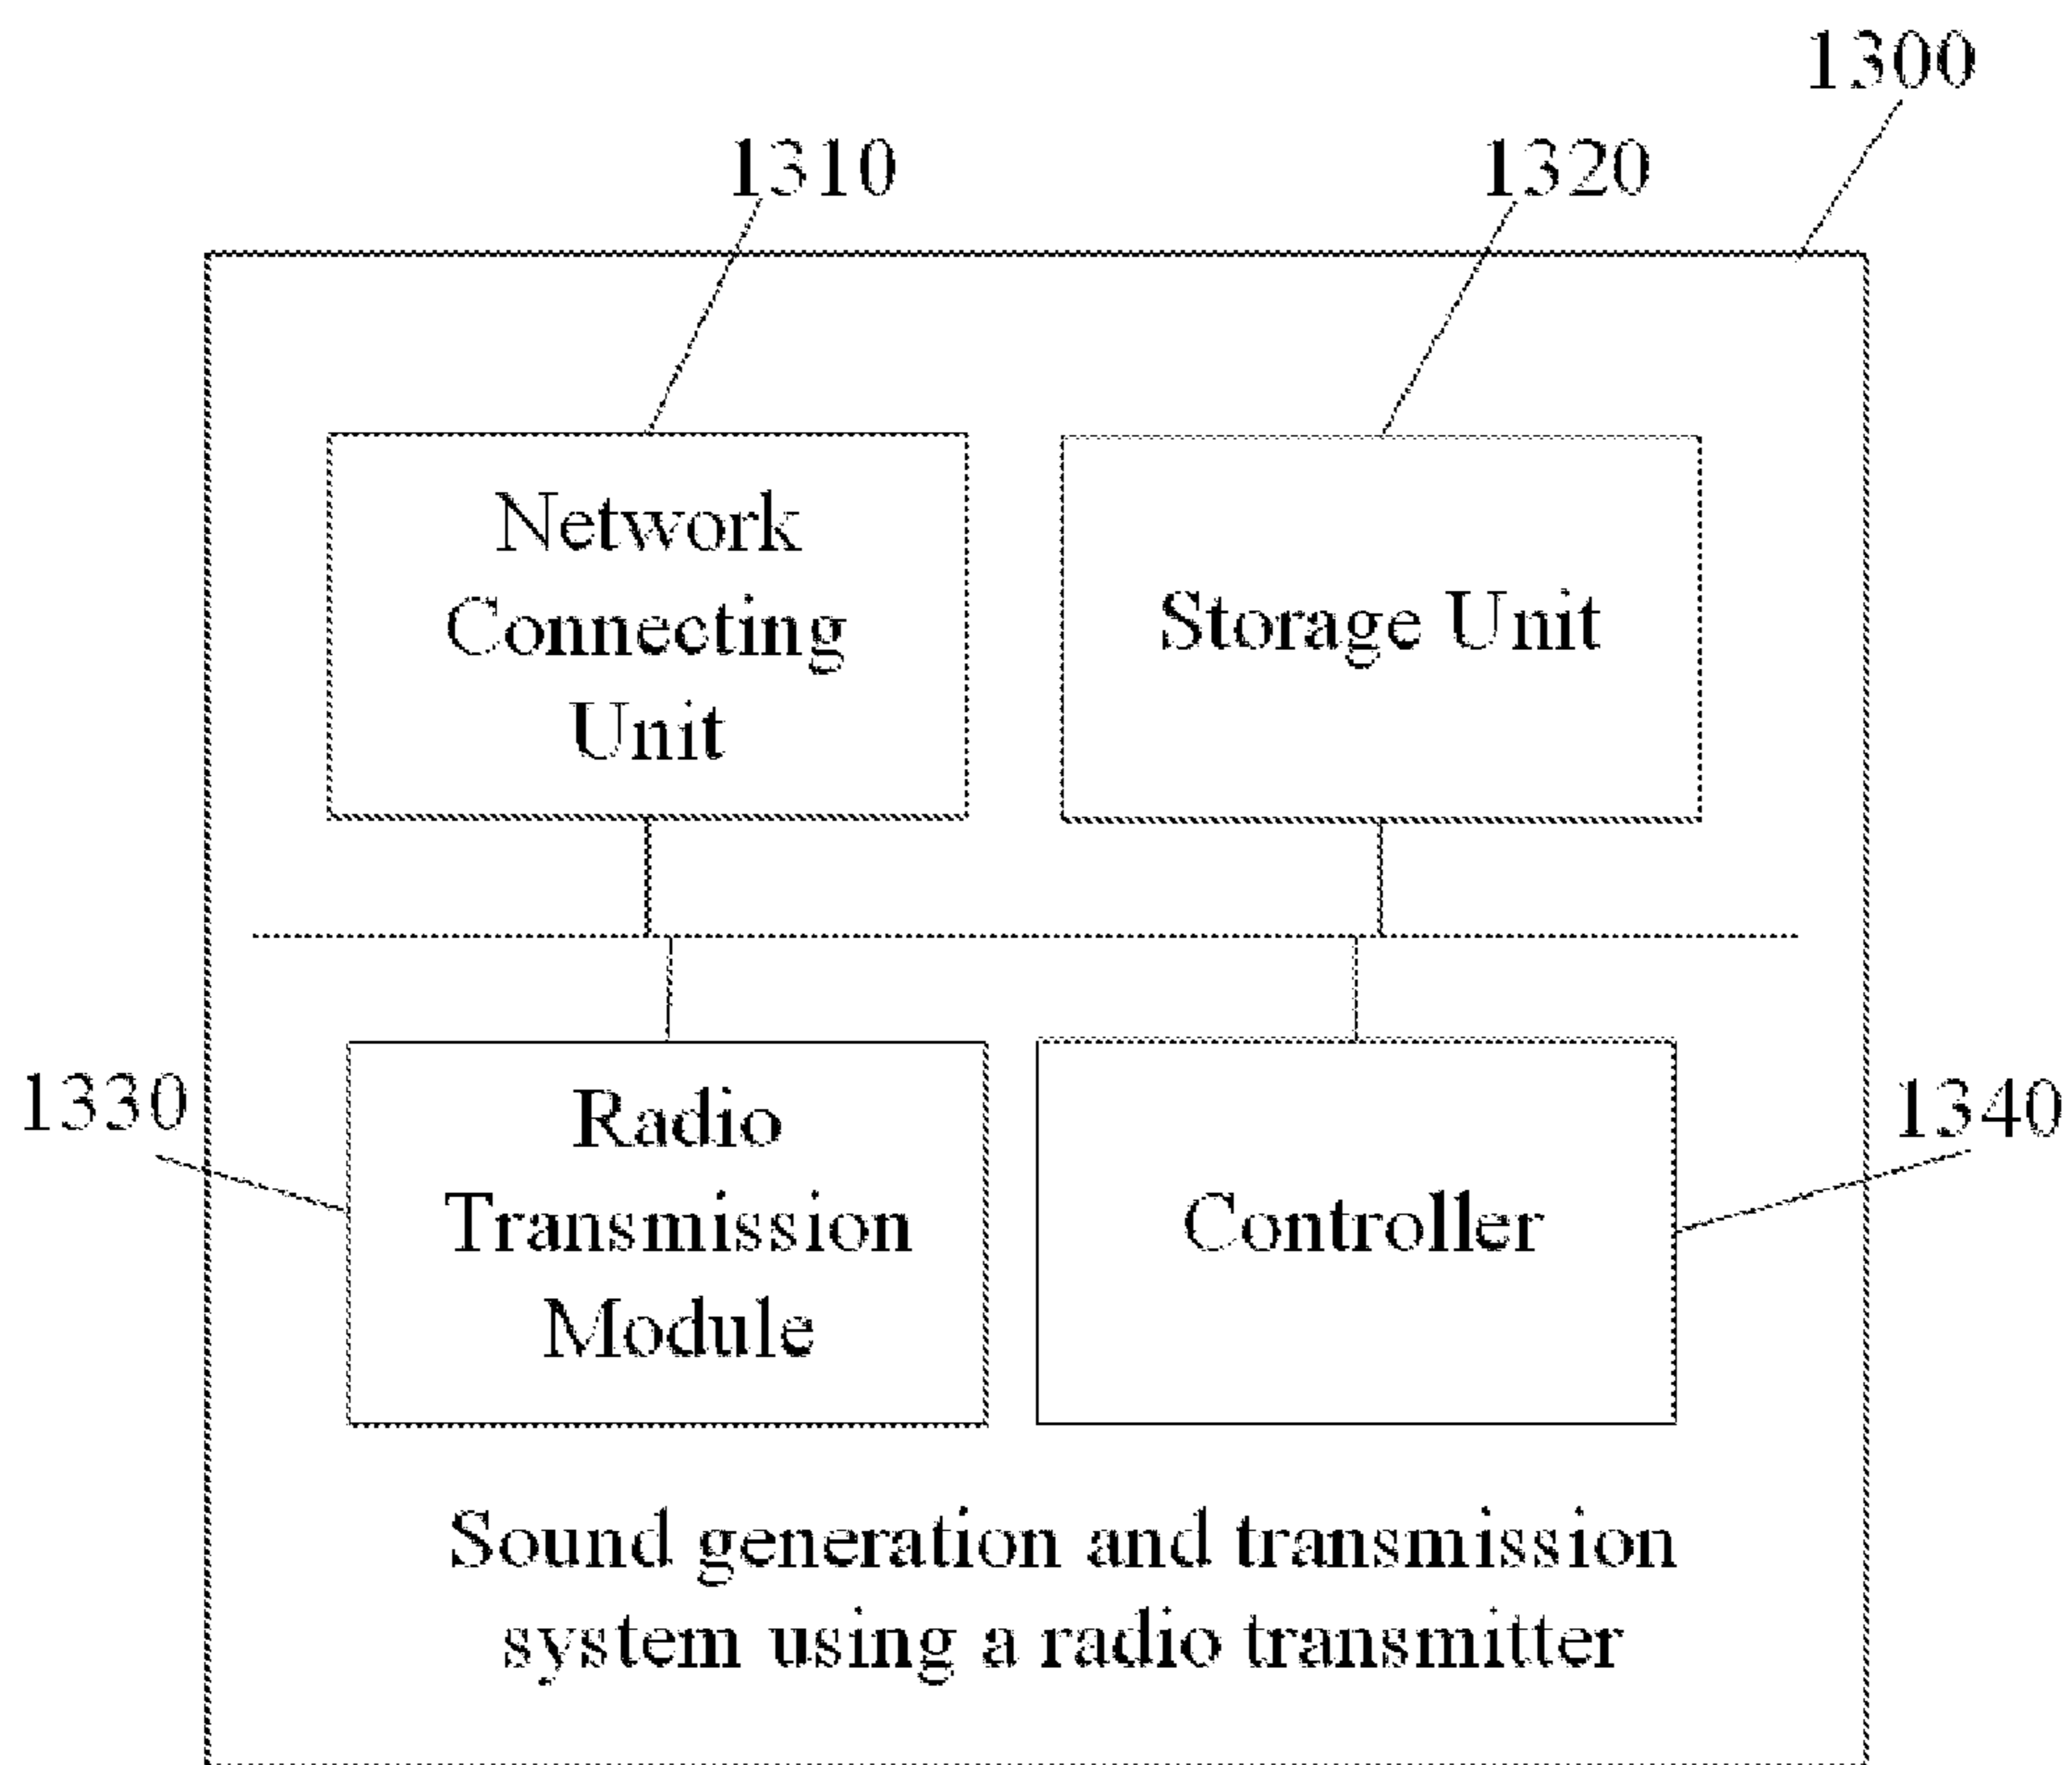 1300
1310
1320
Network
Connecting
Unit
Storage Unit
1330
Radio
Transmission
Module
Controller
1340
Sound generation and transmission
system using a radio transmitter